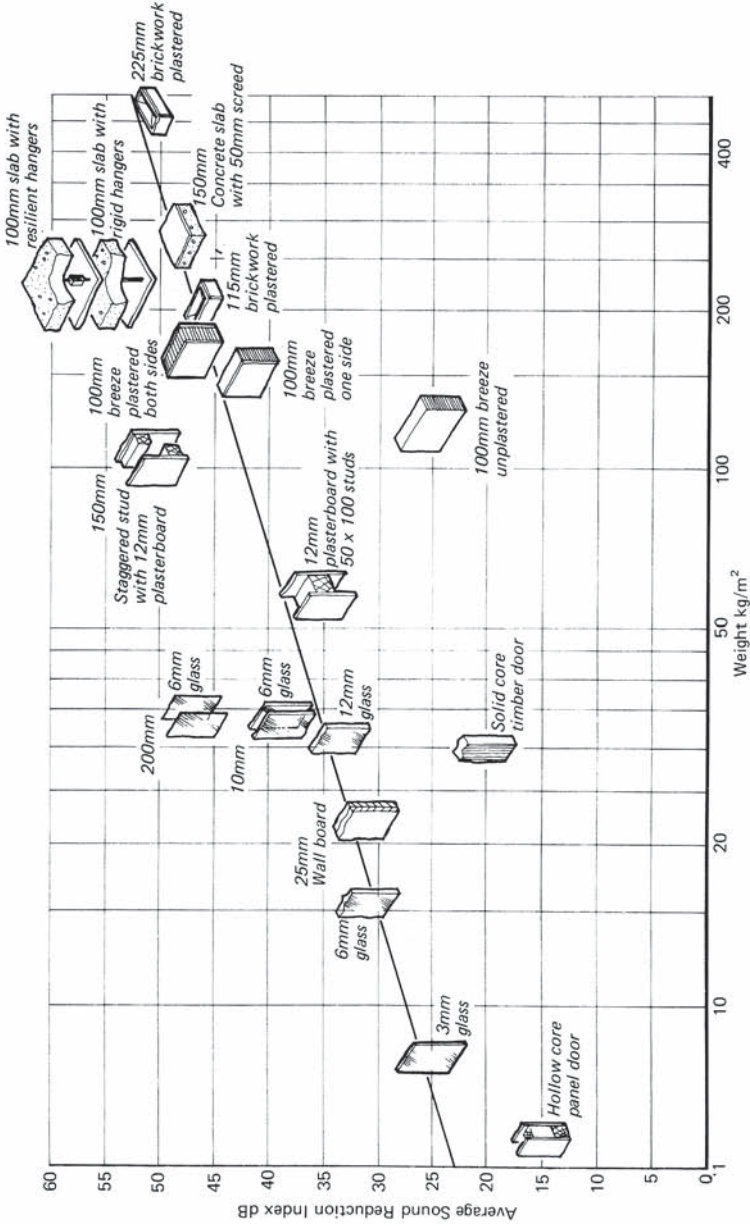 Average Sound Reduction Index dB
60
55
50
45
40
35
30
25
20
15
10
5
0
.1
10
20
50
100
200
400
Weight kg/m²
Hollow core
panel door
3mm
glass
6mm
glass
25mm
Wall board
12mm
glass
10mm
6mm
glass
200mm
6mm
glass
Solid core
timber door
12mm
plasterboard with
50 x 100 studs
150mm
Staggered stud
with 12mm
plasterboard
100mm breeze
unplastered
100mm
breeze
plastered
both sides
100mm
breeze
plastered
one side
115mm
brickwork
plastered
100mm slab with
resilient hangers
100mm slab with
rigid hangers
150mm
Concrete slab
with 50mm screed
225mm
brickwork
plastered